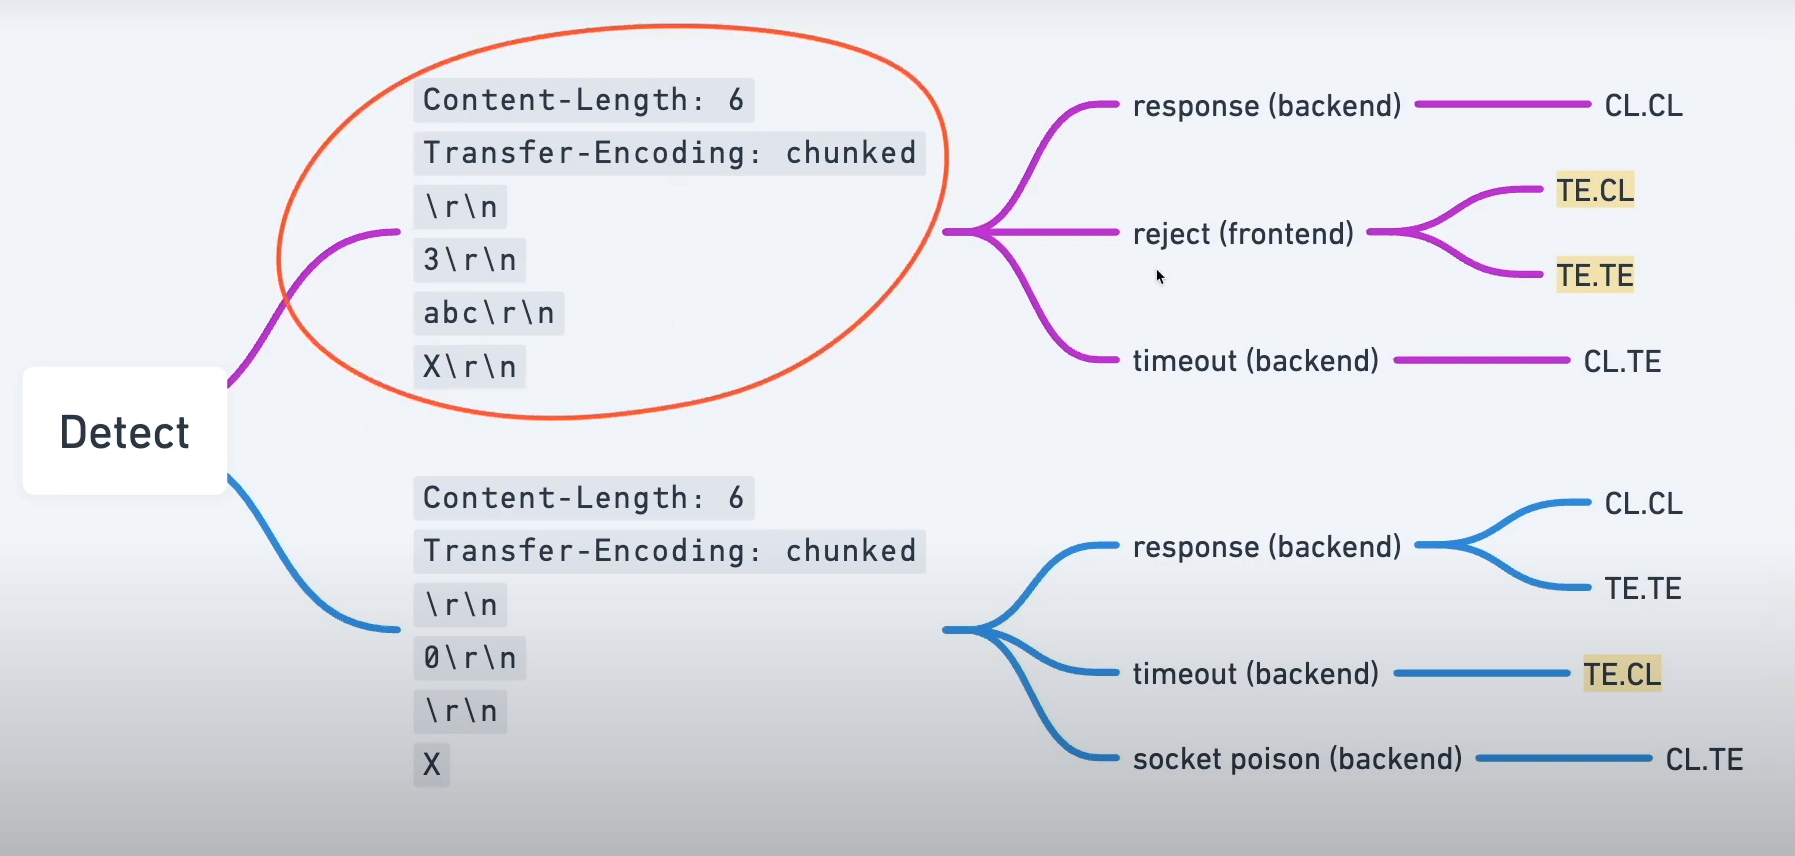 Detect
Content-Length: 6
Transfer-Encoding: chunked
\r\n
3\r\n
abc\r\n
X\r\n
response (backend)
CL.CL
reject (frontend)
TE.CL
TE.TE
timeout (backend)
CL.TE
Content-Length: 6
Transfer-Encoding: chunked
\r\n
0\r\n
\r\n
X
response (backend)
CL.CL
TE.TE
timeout (backend)
TE.CL
socket poison (backend)
CL.TE